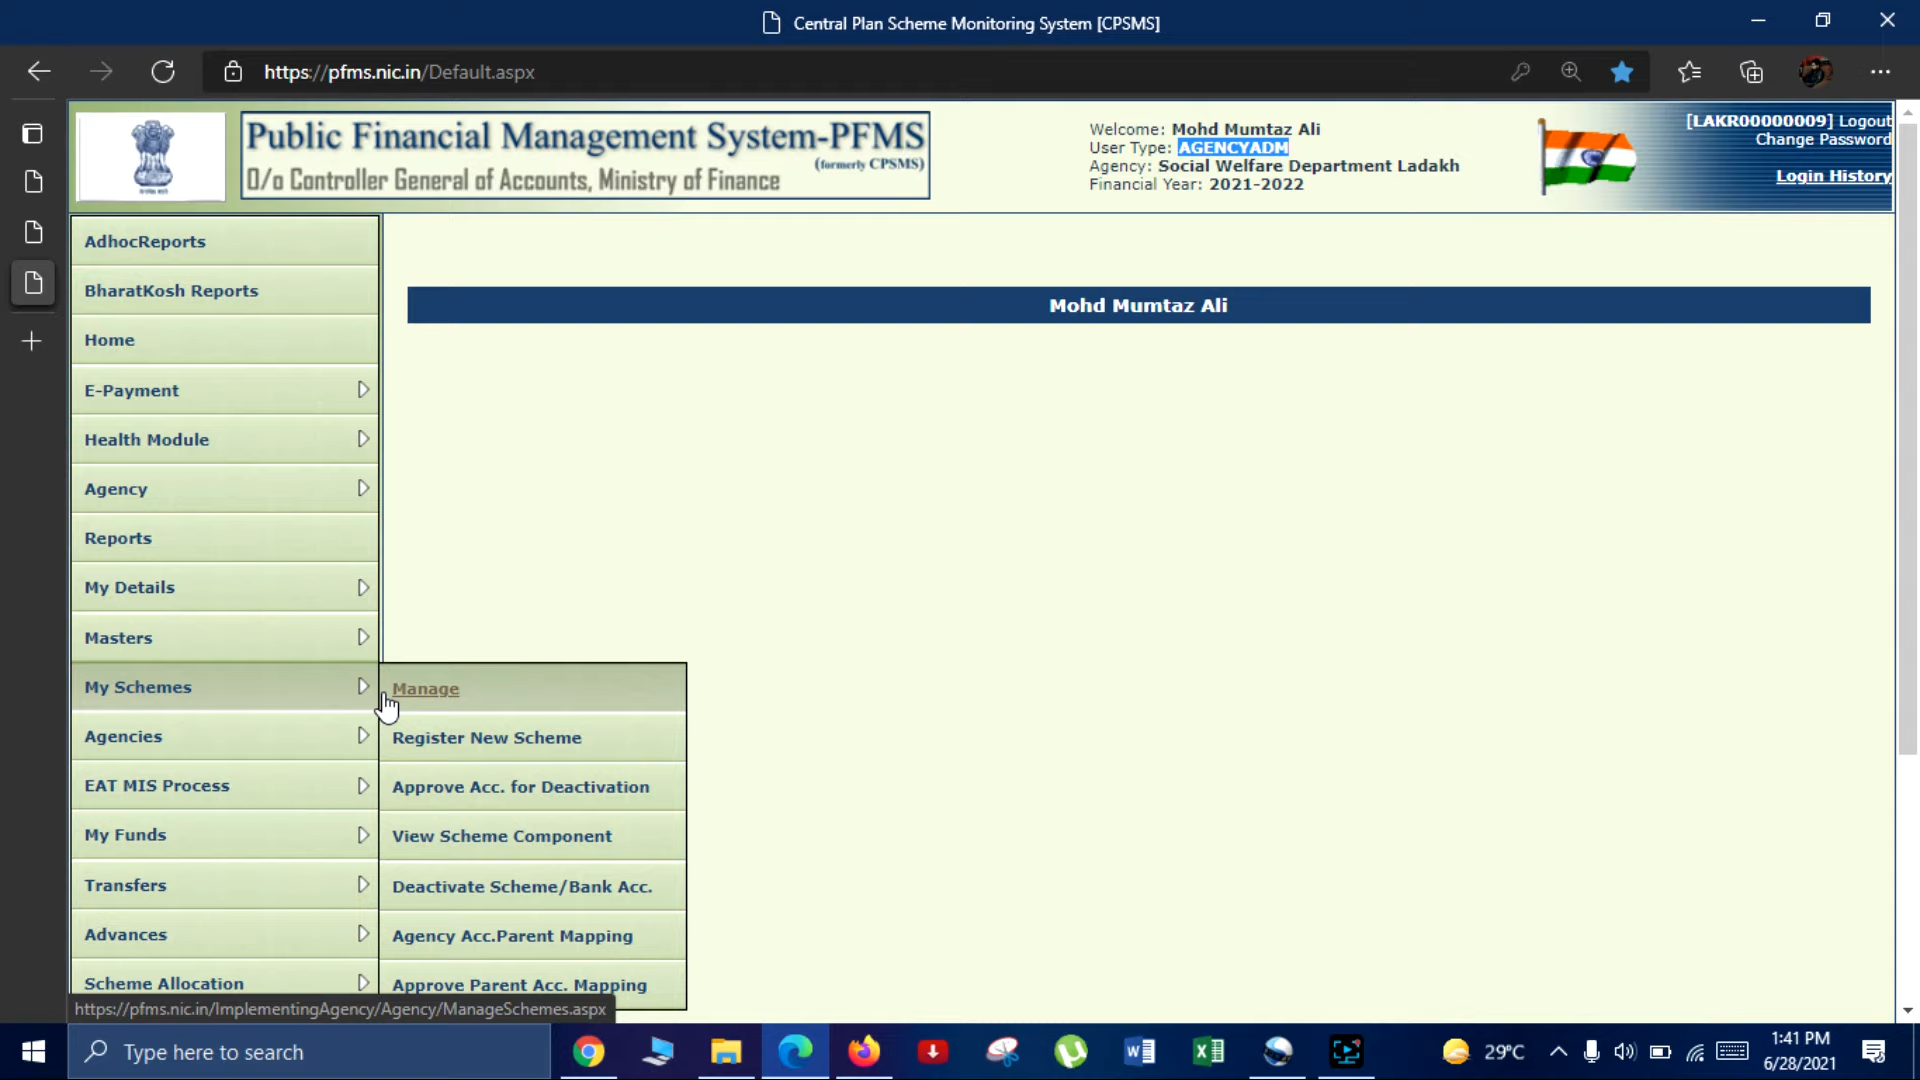 Central Plan Scheme Monitoring System [CPSMS]
https://pfms.nic.in/Default.aspx
Public Financial Management System-PFMS
(formerly CPSMS)
O/o Controller General of Accounts, Ministry of Finance
Welcome: Mohd Mumtaz Ali
User Type: AGENCYADM
Agency: Social Welfare Department Ladakh
Financial Year: 2021-2022
[LAKR00000009] Logout
Change Password
Login History
AdhocReports
BharatKosh Reports
Mohd Mumtaz Ali
Home
E-Payment
Health Module
Agency
Reports
My Details
Masters
My Schemes
Agencies
EAT MIS Process
My Funds
Transfers
Advances
Scheme Allocation
Manage
Register New Scheme
Approve Acc. for Deactivation
View Scheme Component
Deactivate Scheme/Bank Acc.
Agency Acc.Parent Mapping
Approve Parent Acc. Mapping
https://pfms.nic.in/ImplementingAgency/Agency/ManageSchemes.aspx
Type here to search
29°C
1:41 PM
6/28/2021